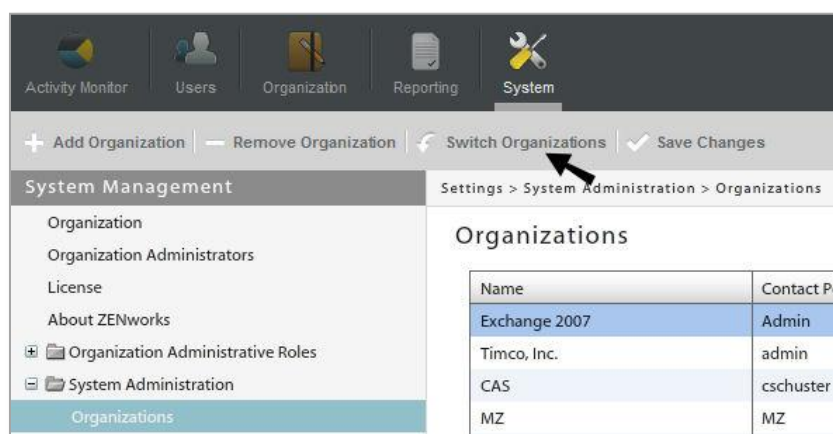 Activity Monitor Users Organization Reporting System
Add Organization Remove Organization Switch Organizations Save Changes
System Management
Settings > System Administration > Organizations
Organization
Organization Administrators
License
About ZENworks
Organization Administrative Roles
System Administration
Organizations
Organizations
Name Contact P
Exchange 2007 Admin
Timco, Inc. admin
CAS cschuster
MZ MZ